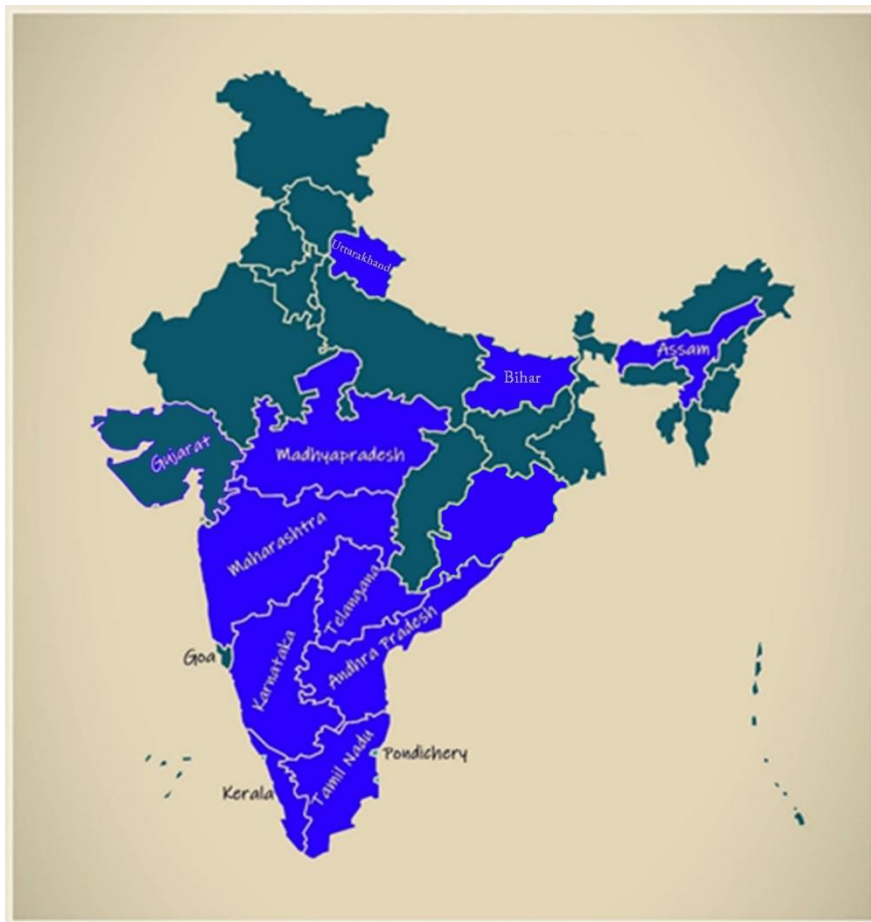 Uttarakhand
Assam
Bihar
Gujarat
Madhyapradesh
Maharashtra
Telangana
Andhra Pradesh
Goa
Karnataka
Pondichery
Tamil Nadu
Kerala